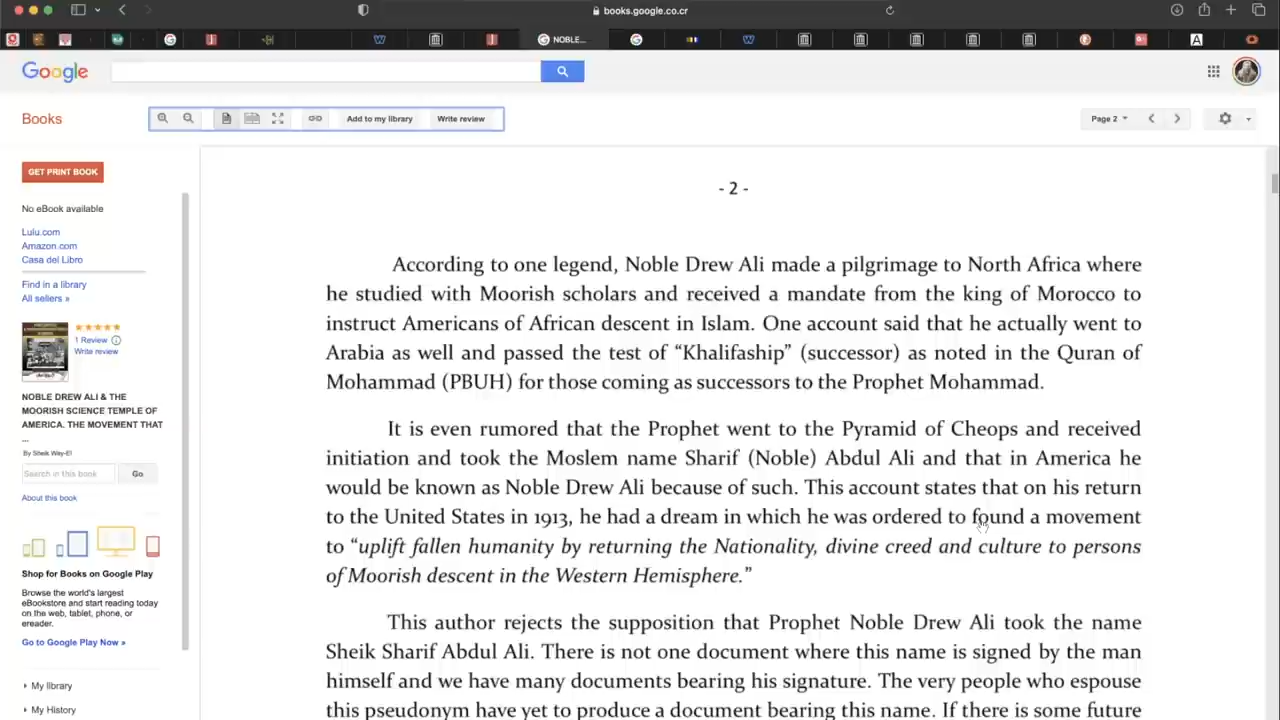 books.google.co.cr
NOBLE...
Google
Books
Add to my library
Write review
Page 2
GET PRINT BOOK
No eBook available
Lulu.com
Amazon.com
Casa del Libro
Find in a library
All sellers »
1 Review
Write review
NOBLE DREW ALI & THE
MOORISH SCIENCE TEMPLE OF
AMERICA. THE MOVEMENT THAT
...
By Sheik Way-El
Search in this book
Go
About this book
Shop for Books on Google Play
Browse the world's largest
eBookstore and start reading today
on the web, tablet, phone, or
ereader.
Go to Google Play Now »
My library
My History
- 2 -
According to one legend, Noble Drew Ali made a pilgrimage to North Africa where
he studied with Moorish scholars and received a mandate from the king of Morocco to
instruct Americans of African descent in Islam. One account said that he actually went to
Arabia as well and passed the test of “Khalifaship” (successor) as noted in the Quran of
Mohammad (PBUH) for those coming as successors to the Prophet Mohammad.
It is even rumored that the Prophet went to the Pyramid of Cheops and received
initiation and took the Moslem name Sharif (Noble) Abdul Ali and that in America he
would be known as Noble Drew Ali because of such. This account states that on his return
to the United States in 1913, he had a dream in which he was ordered to found a movement
to “uplift fallen humanity by returning the Nationality, divine creed and culture to persons
of Moorish descent in the Western Hemisphere.”
This author rejects the supposition that Prophet Noble Drew Ali took the name
Sheik Sharif Abdul Ali. There is not one document where this name is signed by the man
himself and we have many documents bearing his signature. The very people who espouse
this pseudonym have yet to produce a document bearing this name. If there is some future